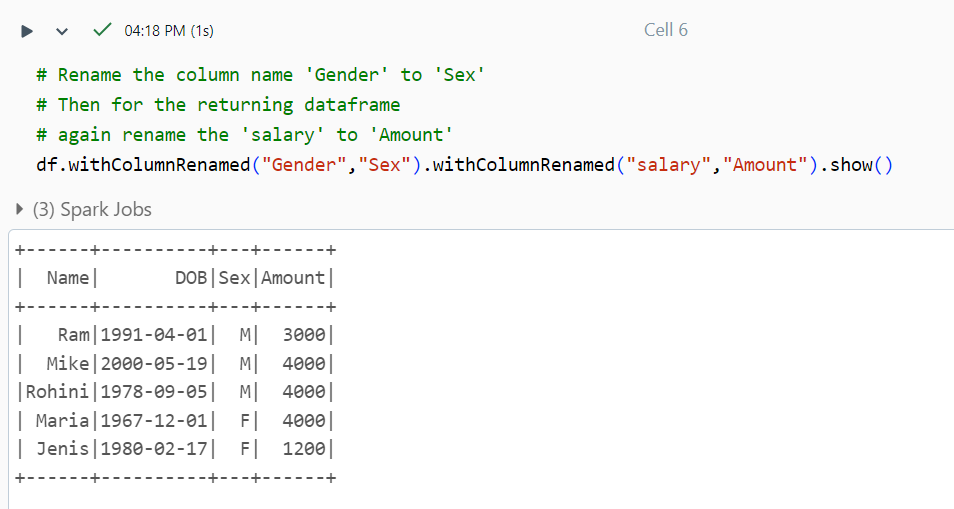 04:18 PM (1s) Cell 6
# Rename the column name 'Gender' to 'Sex'
# Then for the returning dataframe
# again rename the 'salary' to 'Amount'
df.withColumnRenamed("Gender","Sex").withColumnRenamed("salary","Amount").show()
(3) Spark Jobs
+------+----------+---+------+
|  Name|       DOB|Sex|Amount|
+------+----------+---+------+
|   Ram|1991-04-01|  M|  3000|
|  Mike|2000-05-19|  M|  4000|
|Rohini|1978-09-05|  M|  4000|
| Maria|1967-12-01|  F|  4000|
| Jenis|1980-02-17|  F|  1200|
+------+----------+---+------+